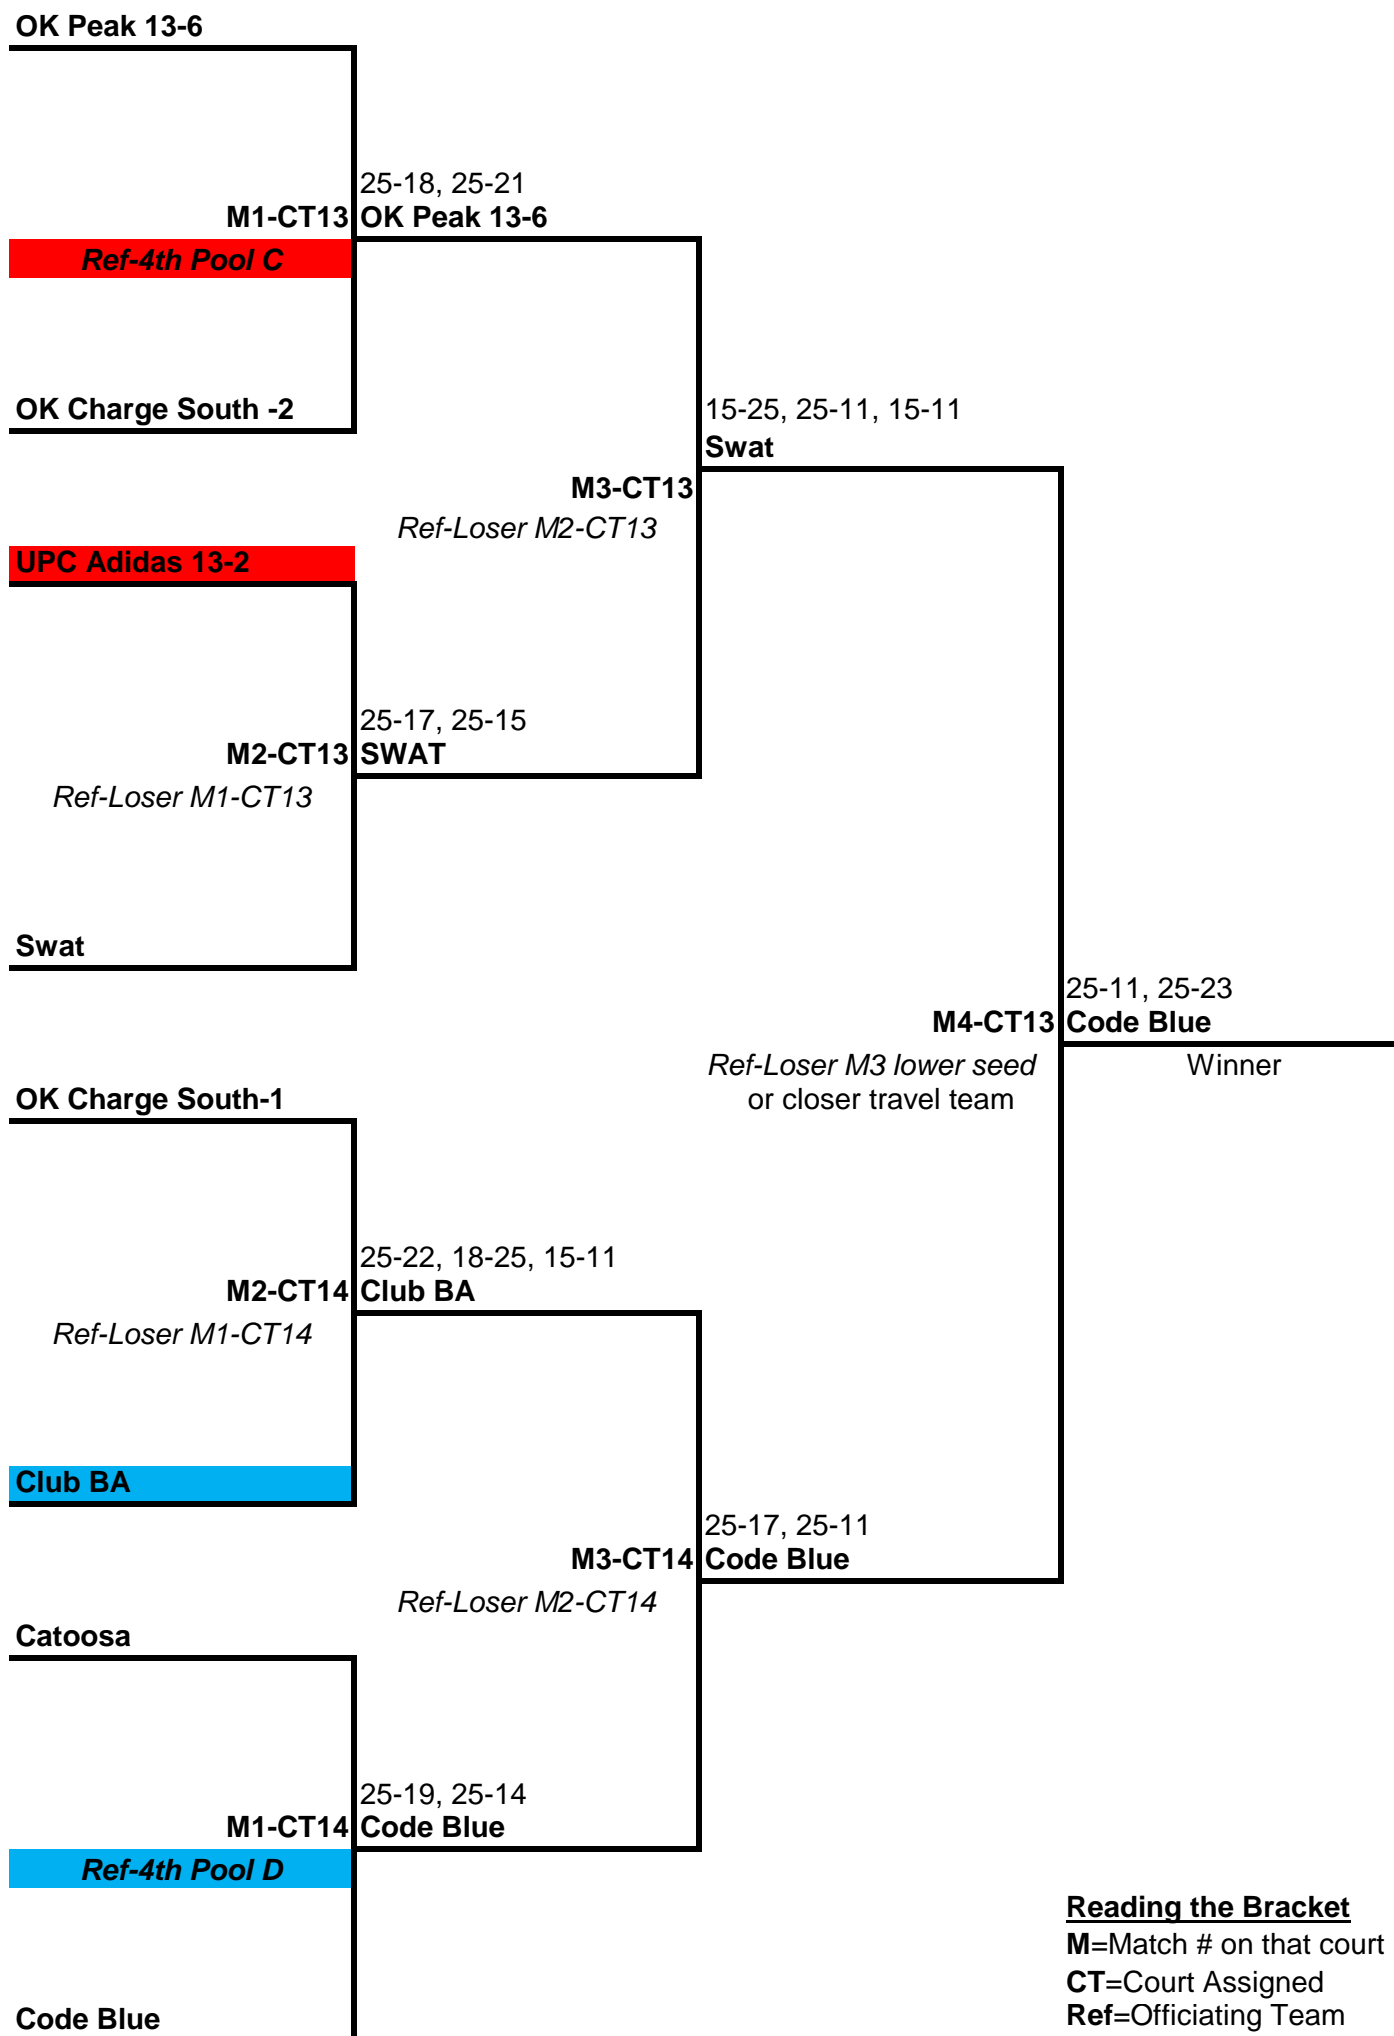 OK Peak 13-6
25-18, 25-21
M1-CT13 OK Peak 13-6
Ref-4th Pool C
OK Charge South -2
15-25, 25-11, 15-11
Swat
M3-CT13
Ref-Loser M2-CT13
UPC Adidas 13-2
25-17, 25-15
M2-CT13 SWAT
Ref-Loser M1-CT13
Swat
25-11, 25-23
M4-CT13 Code Blue
Ref-Loser M3 lower seed
or closer travel team
Winner
OK Charge South-1
25-22, 18-25, 15-11
M2-CT14 Club BA
Ref-Loser M1-CT14
Club BA
25-17, 25-11
M3-CT14 Code Blue
Ref-Loser M2-CT14
Catoosa
25-19, 25-14
M1-CT14 Code Blue
Ref-4th Pool D
Code Blue
Reading the Bracket
M=Match # on that court
CT=Court Assigned
Ref=Officiating Team